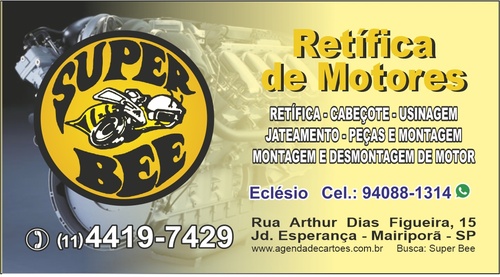 SUPER
BEE
Retífica
de Motores
RETÍFICA - CABEÇOTE - USINAGEM
JATEAMENTO - PEÇAS E MONTAGEM
MONTAGEM E DESMONTAGEM DE MOTOR
Eclésio Cel.: 94088-1314
(11) 4419-7429
Rua Arthur Dias Figueira, 15
Jd. Esperança - Mairiporã - SP
www.agendadecartoes.com.br Busca: Super Bee